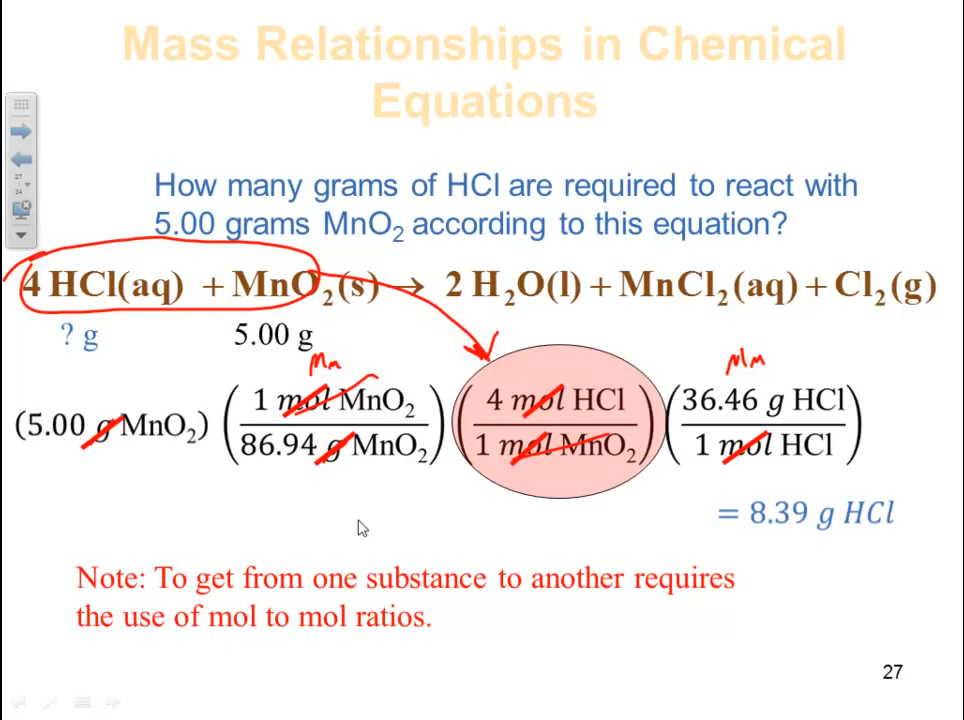 Mass Relationships in Chemical
Equations
How many grams of HCl are required to react with
5.00 grams MnO₂ according to this equation?
4 HCl(aq) + MnO₂(s) → 2 H₂O(l) + MnCl₂(aq) + Cl₂(g)
? g 5.00 g
Mm Mm
(5.00 g MnO₂) (1 mol MnO₂ / 86.94 g MnO₂) (4 mol HCl / 1 mol MnO₂) (36.46 g HCl / 1 mol HCl)
= 8.39 g HCl
Note: To get from one substance to another requires
the use of mol to mol ratios.
27